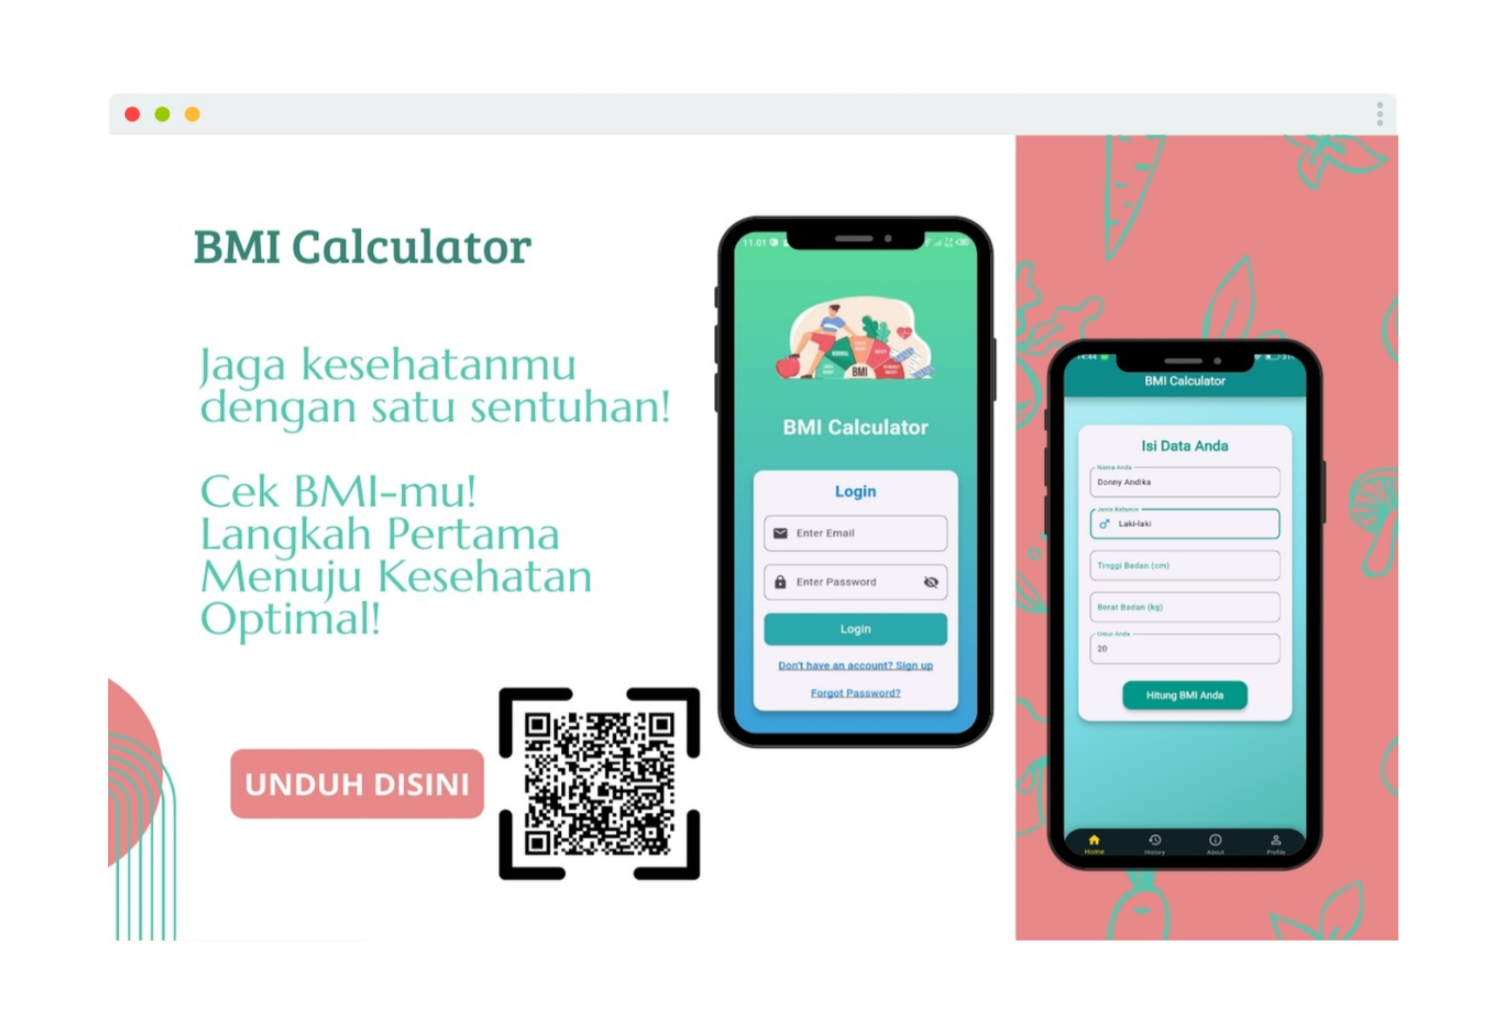 BMI Calculator
Jaga kesehatanmu
dengan satu sentuhan!
Cek BMI-mu!
Langkah Pertama
Menuju Kesehatan
Optimal!
UNDUH DISINI
11.01
BMI
BMI Calculator
Login
Enter Email
Enter Password
Login
Don't have an account? Sign up
Forgot Password?
14:44
BMI Calculator
Isi Data Anda
Nama Anda
Donny Andika
Jenis Kelamin
Laki-laki
Tinggi Badan (cm)
Berat Badan (kg)
Umur Anda
20
Hitung BMI Anda
Home
History
About
Profile